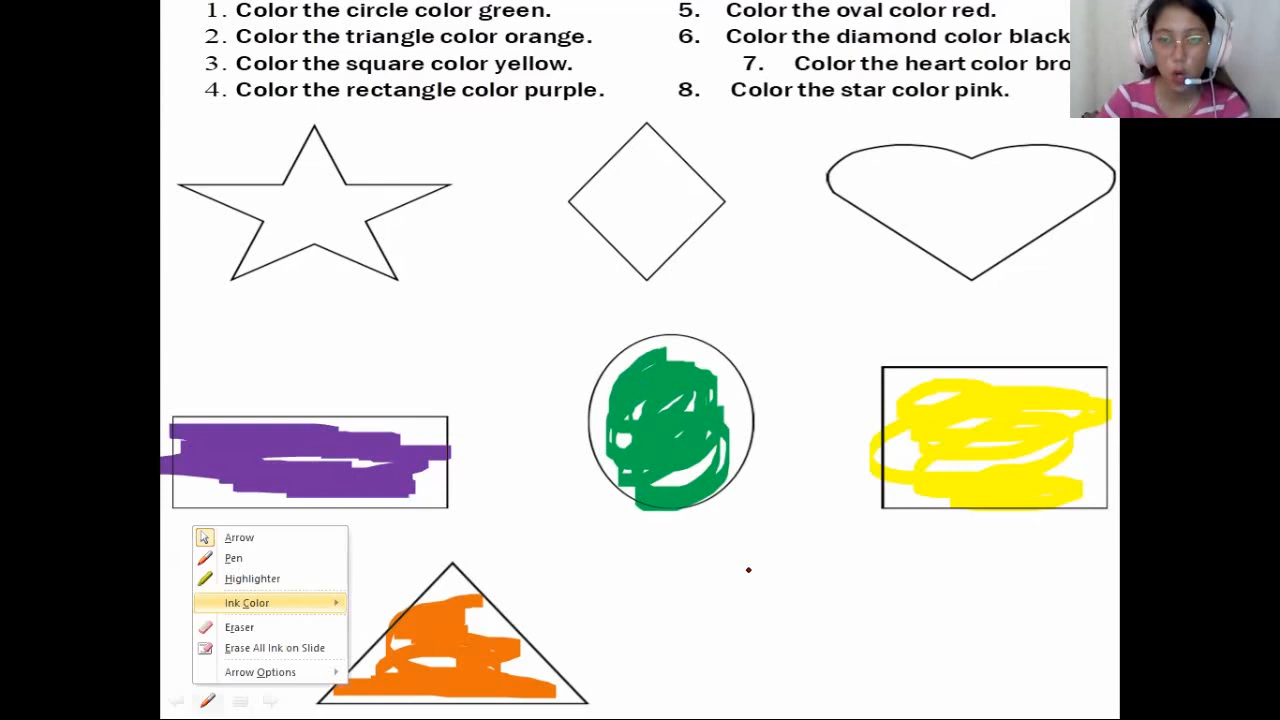 1. Color the circle color green.
2. Color the triangle color orange.
3. Color the square color yellow.
4. Color the rectangle color purple.
5. Color the oval color red.
6. Color the diamond color black
7. Color the heart color bro
8. Color the star color pink.
Arrow
Pen
Highlighter
Ink Color
Eraser
Erase All Ink on Slide
Arrow Options